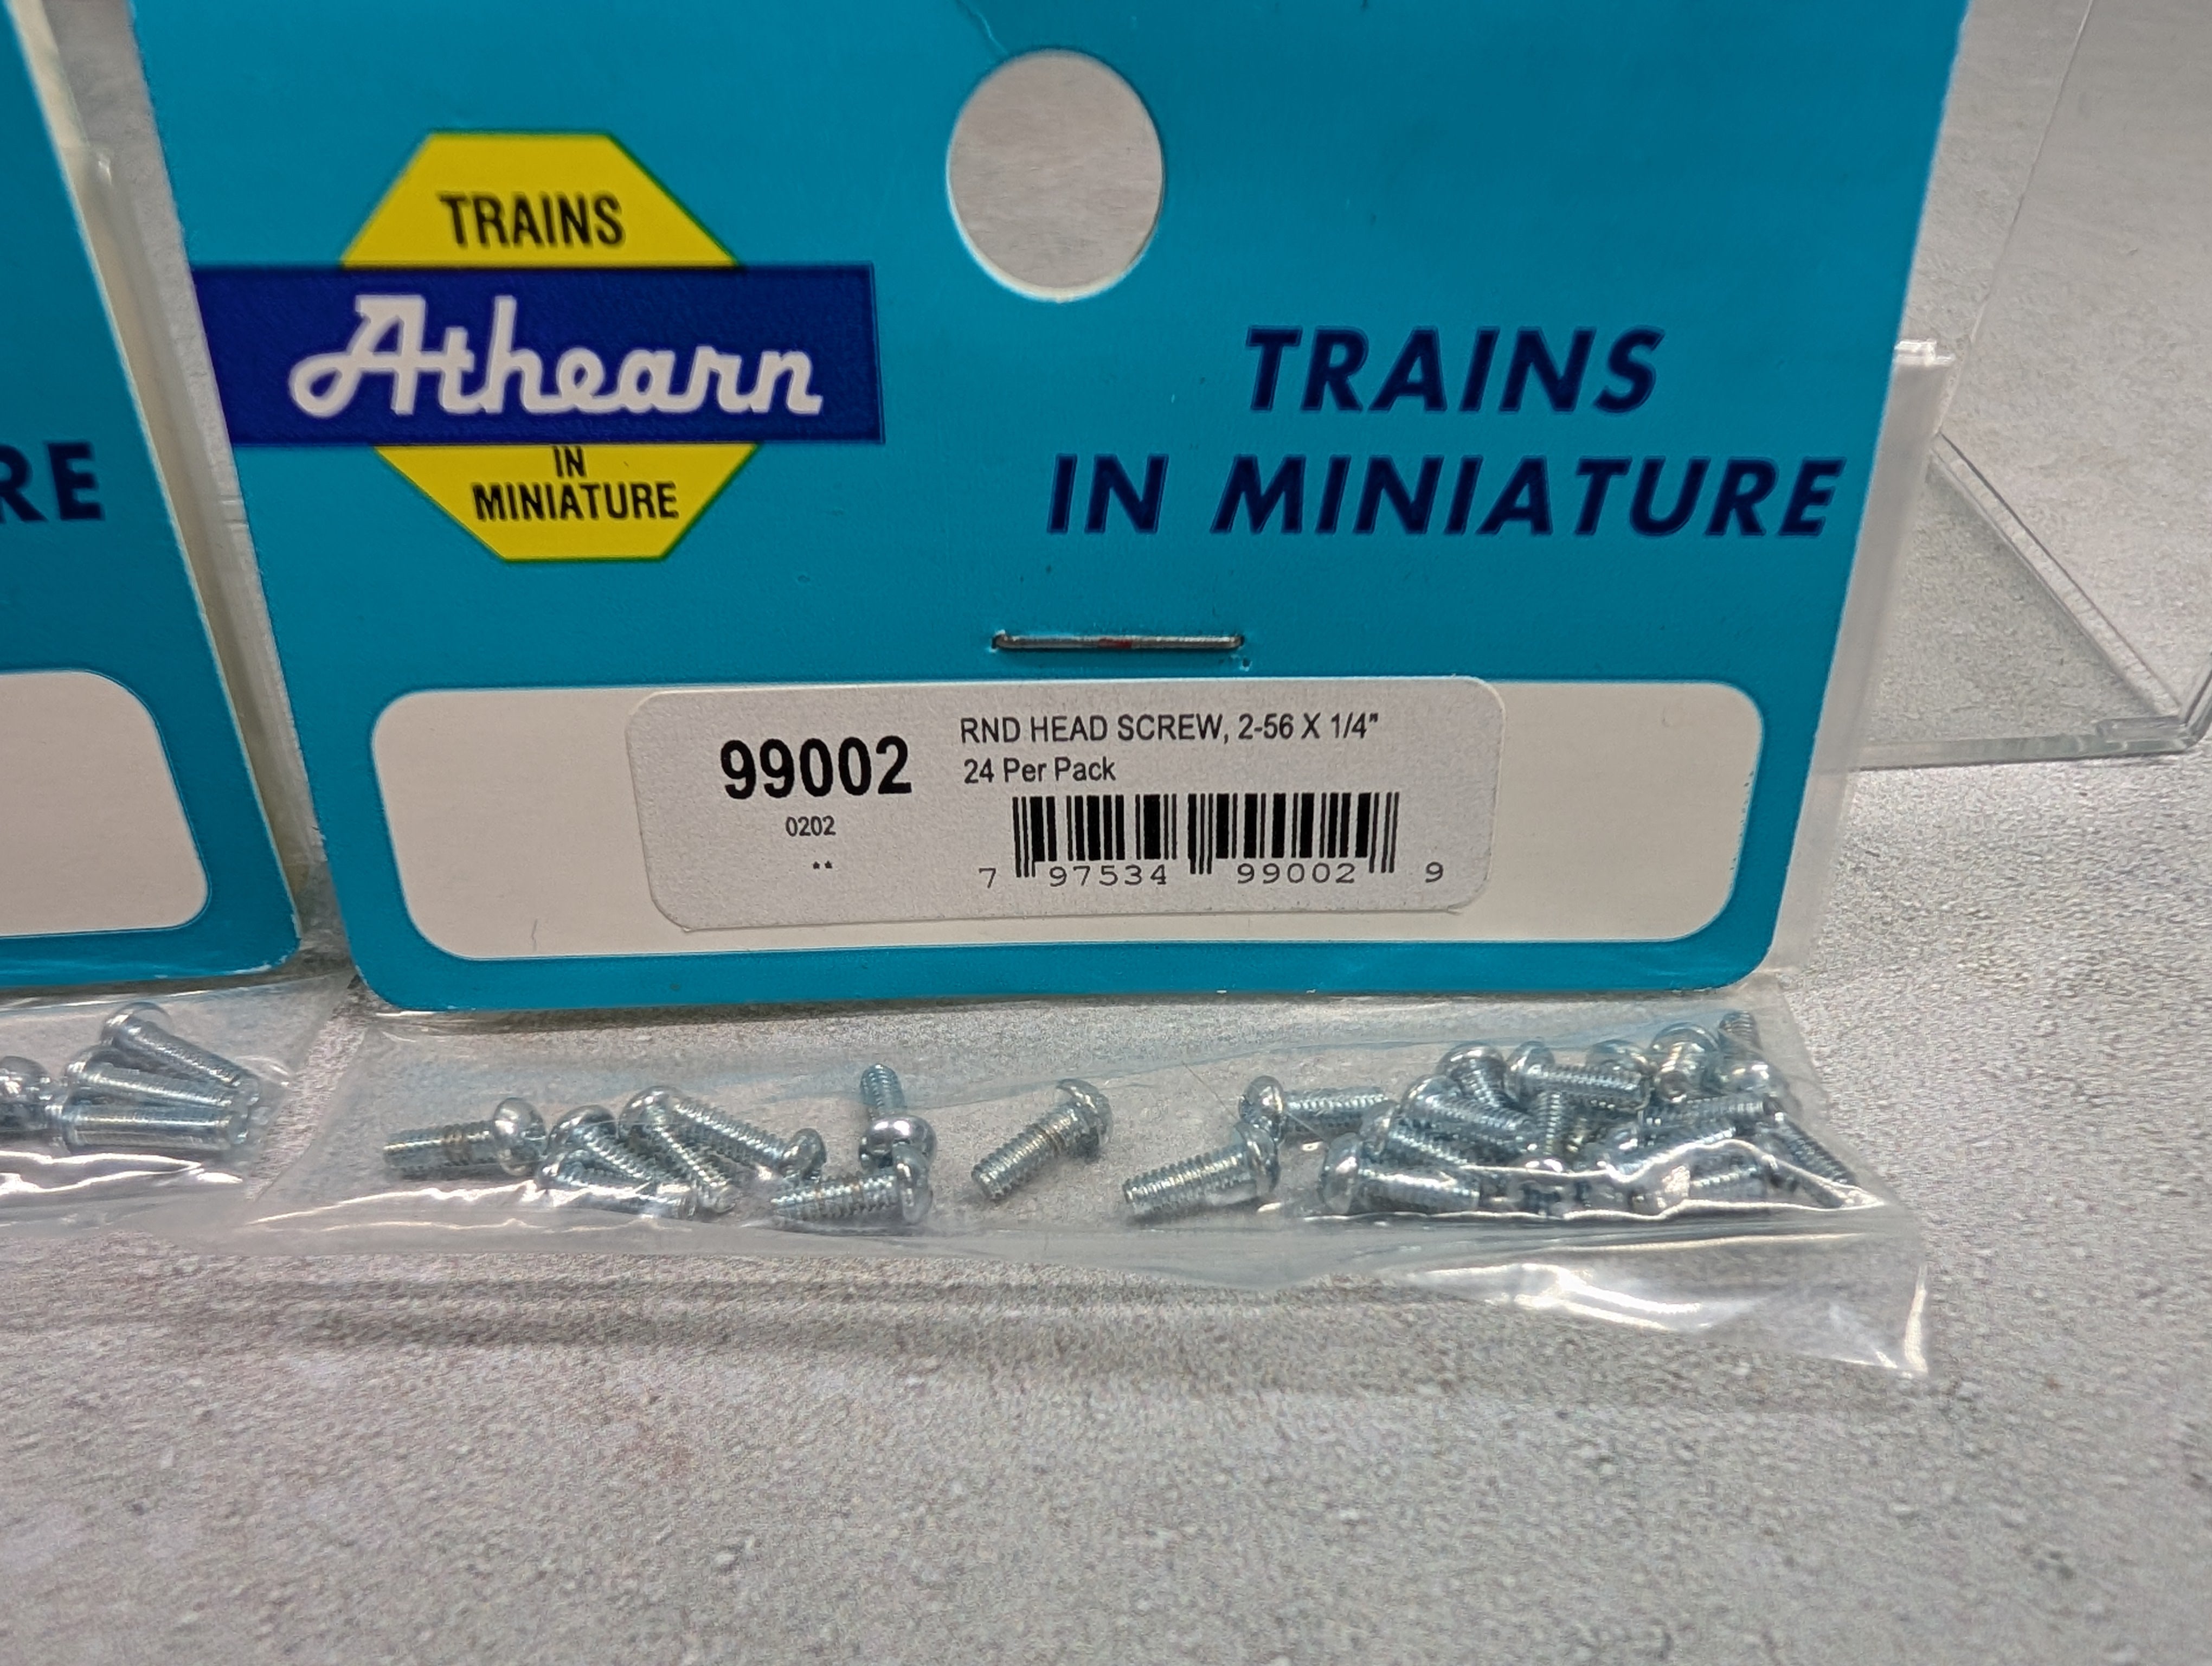 TRAINS
Athearn
IN
MINIATURE
TRAINS
IN MINIATURE
RE
99002
0202
**
RND HEAD SCREW, 2-56 X 1/4"
24 Per Pack
7 97534 99002 9